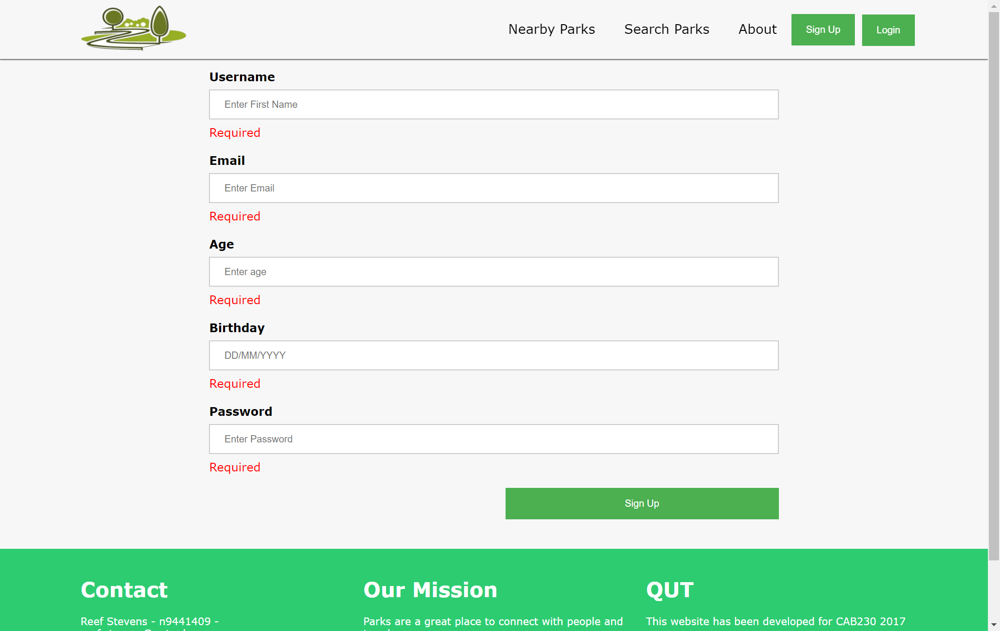 Nearby Parks Search Parks About Sign Up Login
Username
Enter First Name
Required
Email
Enter Email
Required
Age
Enter age
Required
Birthday
DD/MM/YYYY
Required
Password
Enter Password
Required
Sign Up
Contact
Reef Stevens - n9441409 -
Our Mission
Parks are a great place to connect with people and
QUT
This website has been developed for CAB230 2017